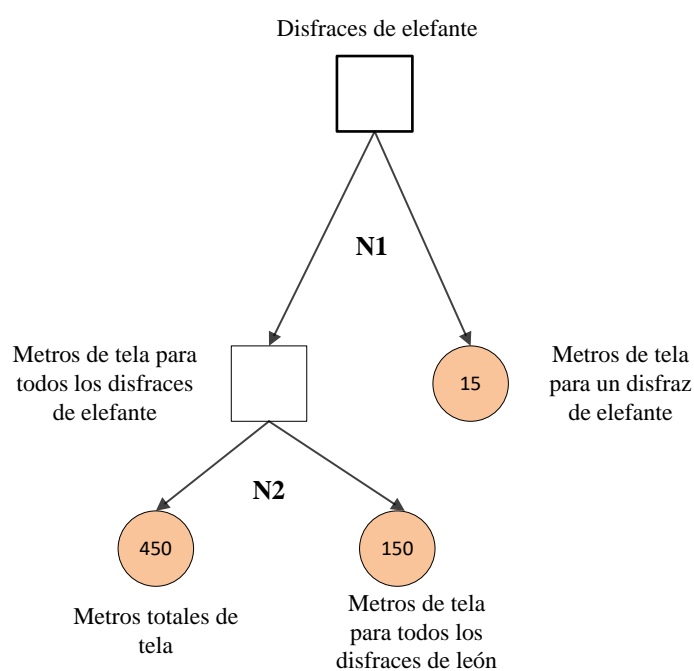 Disfraces de elefante
N1
Metros de tela para
todos los disfraces
de elefante
15
Metros de tela
para un disfraz
de elefante
N2
450
150
Metros totales de
tela
Metros de tela
para todos los
disfraces de león